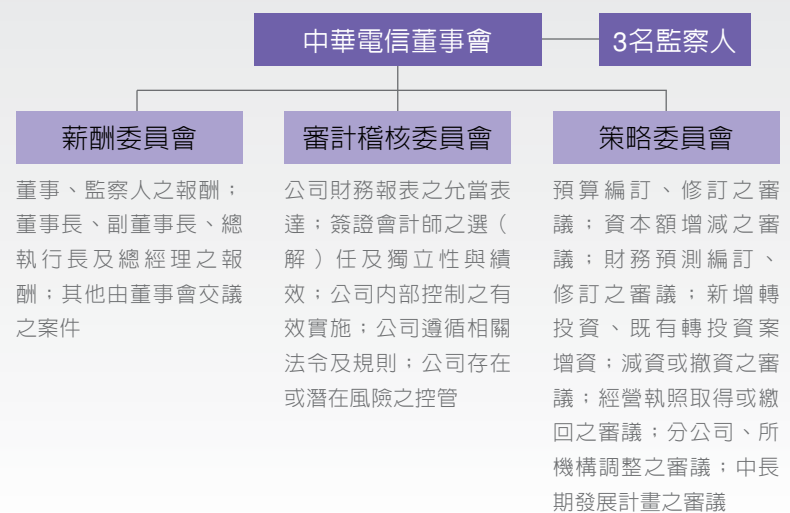 中華電信董事會
3名監察人
薪酬委員會
董事、監察人之報酬；
董事長、副董事長、總
執行長及總經理之報
酬；其他由董事會交議
之案件
審計稽核委員會
公司財務報表之允當表
達；簽證會計師之選（
解）任及獨立性與績
效；公司內部控制之有
效實施；公司遵循相關
法令及規則；公司存在
或潛在風險之控管
策略委員會
預算編訂、修訂之審
議；資本額增減之審
議；財務預測編訂、
修訂之審議；新增轉
投資、既有轉投資案
增資；減資或撤資之審
議；經營執照取得或繳
回之審議；分公司、所
機構調整之審議；中長
期發展計畫之審議